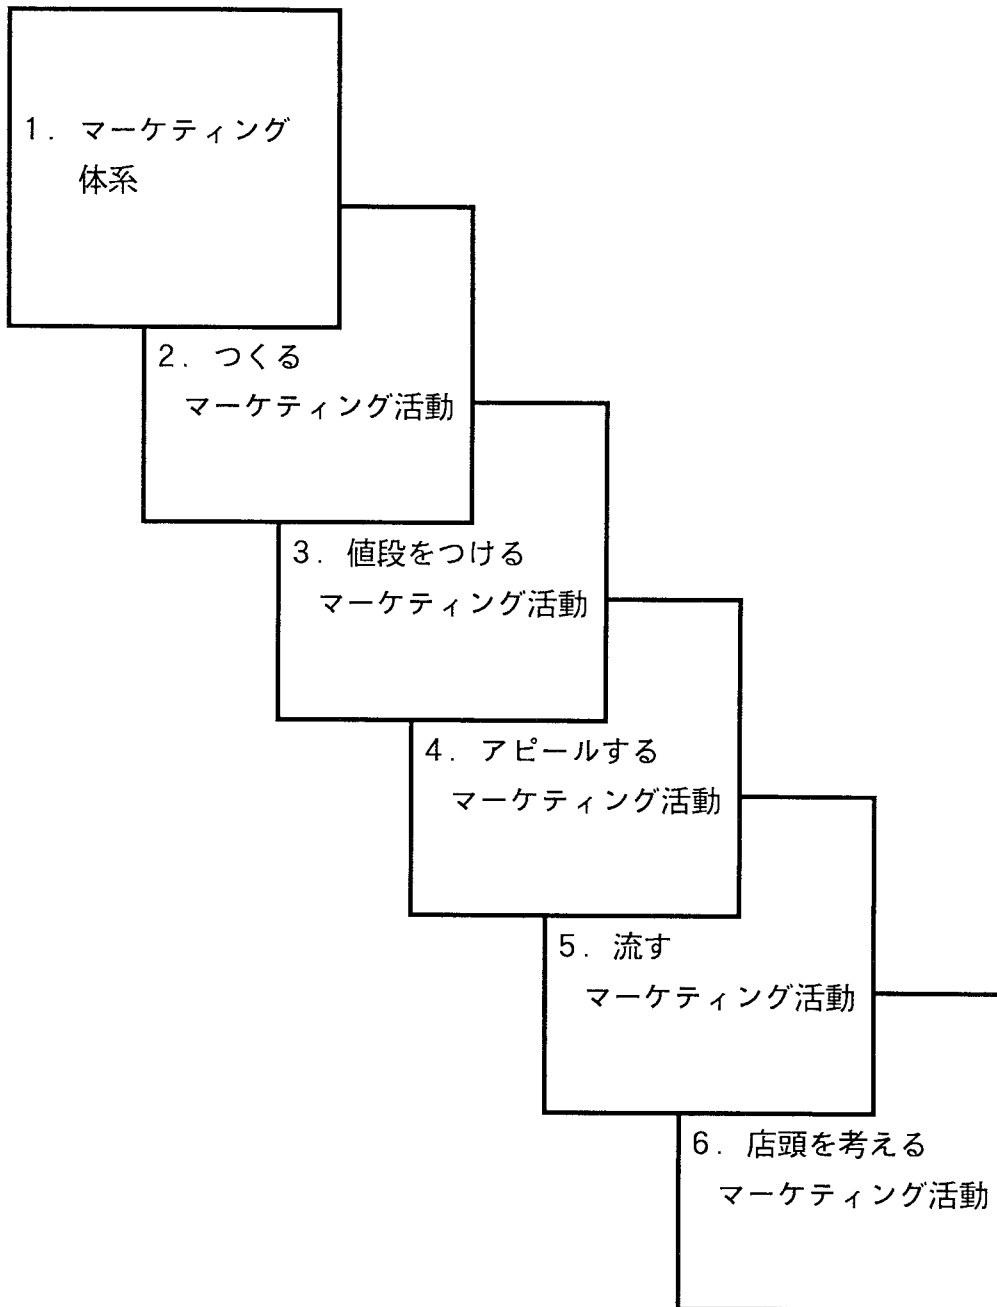 1．マーケティング
体系
2．つくる
マーケティング活動
3．値段をつける
マーケティング活動
4．アピールする
マーケティング活動
5．流す
マーケティング活動
6．店頭を考える
マーケティング活動